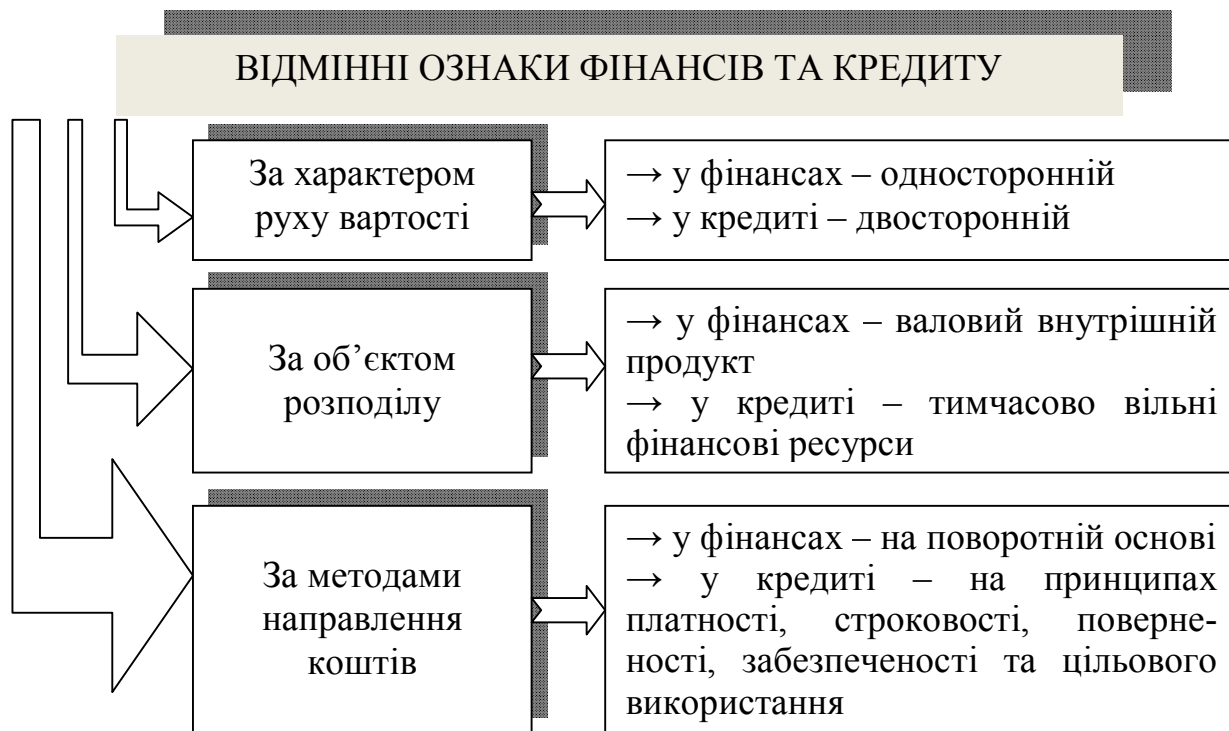 ВІДМІННІ ОЗНАКИ ФІНАНСІВ ТА КРЕДИТУ
За характером
руху вартості
→ у фінансах – односторонній
→ у кредиті – двосторонній
За об’єктом
розподілу
→ у фінансах – валовий внутрішній
продукт
→ у кредиті – тимчасово вільні
фінансові ресурси
За методами
направлення
коштів
→ у фінансах – на поворотній основі
→ у кредиті – на принципах
платності, строковості, поверне-
ності, забезпеченості та цільового
використання